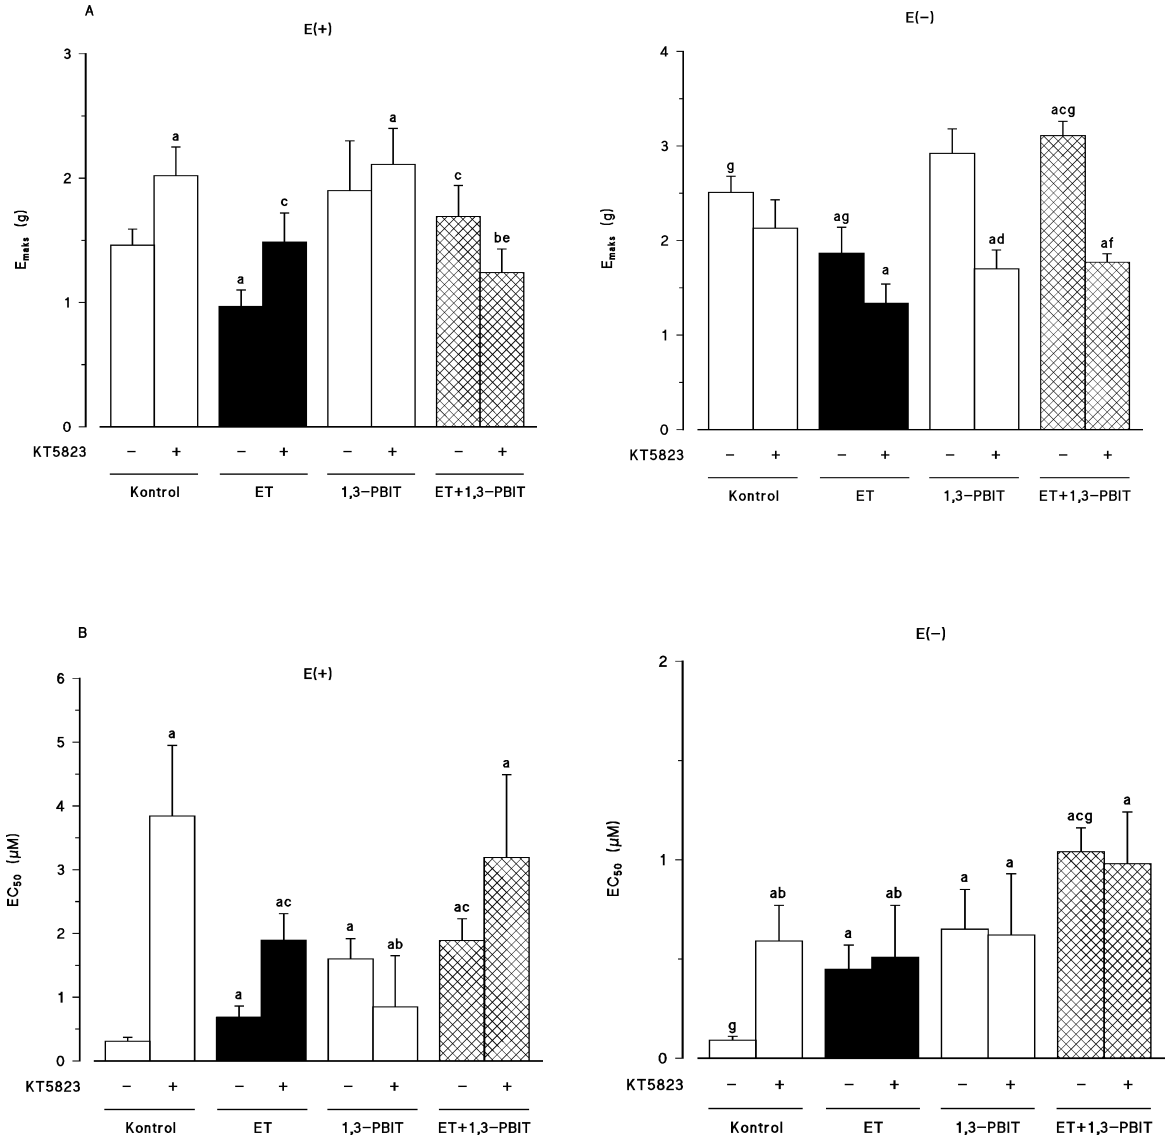 A
E(+)
a
a
c
a
c
be
3
2
1
0
Emaks (g)
KT5823 − + − + − + − +
Kontrol ET 1,3−PBIT ET+1,3−PBIT
E(−)
acg
g
ag
ad
af
a
4
3
2
1
0
Emaks (g)
KT5823 − + − + − + − +
Kontrol ET 1,3−PBIT ET+1,3−PBIT
B
E(+)
a
a
ac
ac
a
ab
a
6
5
4
3
2
1
0
EC50 (µM)
KT5823 − + − + − + − +
Kontrol ET 1,3−PBIT ET+1,3−PBIT
E(−)
a
acg
a
a
ab
ab
a
g
2
1
0
EC50 (µM)
KT5823 − + − + − + − +
Kontrol ET 1,3−PBIT ET+1,3−PBIT